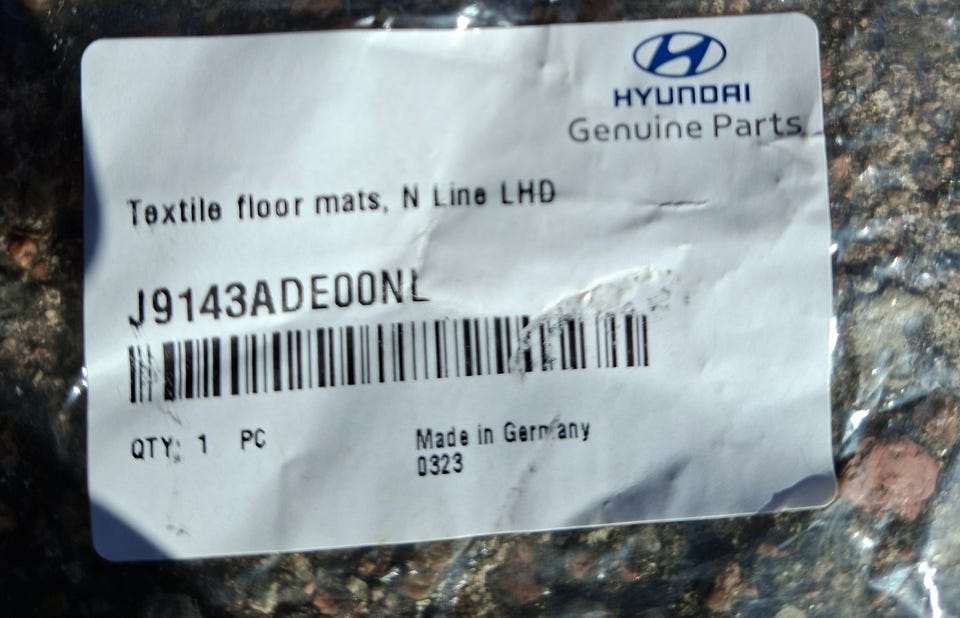 HYUNDAI
Genuine Parts
Textile floor mats, N Line LHD
J9143ADE00NL
QTY: 1 PC
Made in Germany
0323